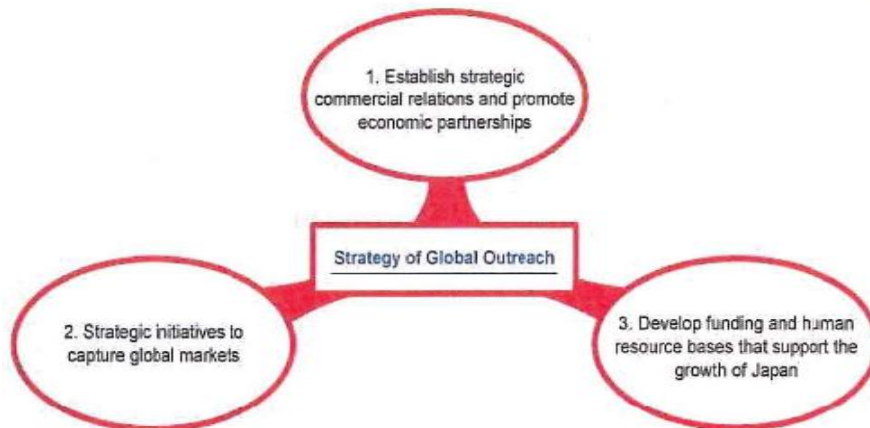 1. Establish strategic
commercial relations and promote
economic partnerships
Strategy of Global Outreach
2. Strategic initiatives to
capture global markets
3. Develop funding and human
resource bases that support the
growth of Japan